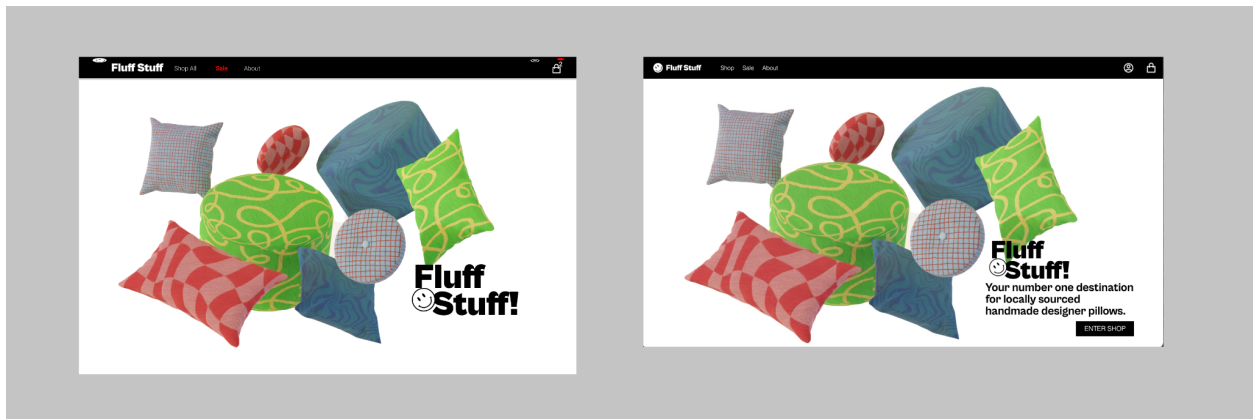 Fluff Stuff Shop All Sale About 2
Fluff
Stuff!
Fluff Stuff Shop Sale About
Fluff
Stuff!
Your number one destination
for locally sourced
handmade designer pillows.
ENTER SHOP